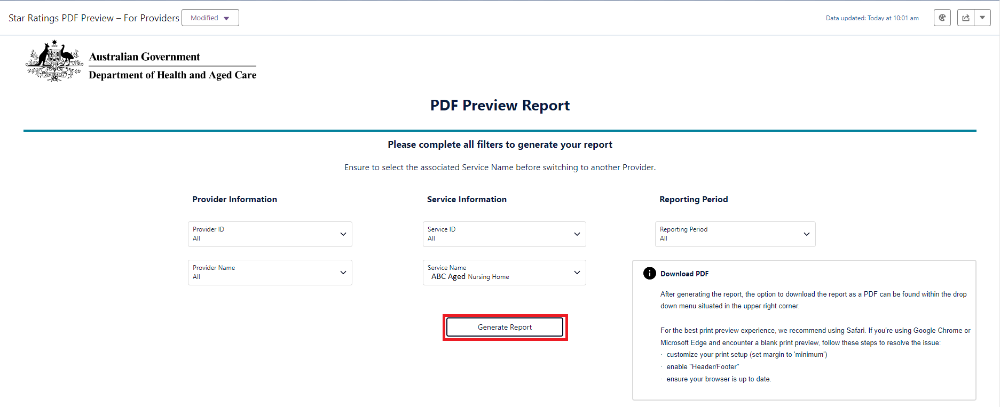 Star Ratings PDF Preview – For Providers
Modified
Data updated: Today at 10:01 am
AUSTRALIA
Australian Government
Department of Health and Aged Care
PDF Preview Report
Please complete all filters to generate your report
Ensure to select the associated Service Name before switching to another Provider.
Provider Information
Service Information
Reporting Period
Provider ID
All
Service ID
All
Reporting Period
All
Provider Name
All
Service Name
ABC Aged Nursing Home
Generate Report
Download PDF
After generating the report, the option to download the report as a PDF can be found within the drop
down menu situated in the upper right corner.
For the best print preview experience, we recommend using Safari. If you're using Google Chrome or
Microsoft Edge and encounter a blank print preview, follow these steps to resolve the issue:
· customize your print setup (set margin to 'minimum')
· enable "Header/Footer"
· ensure your browser is up to date.